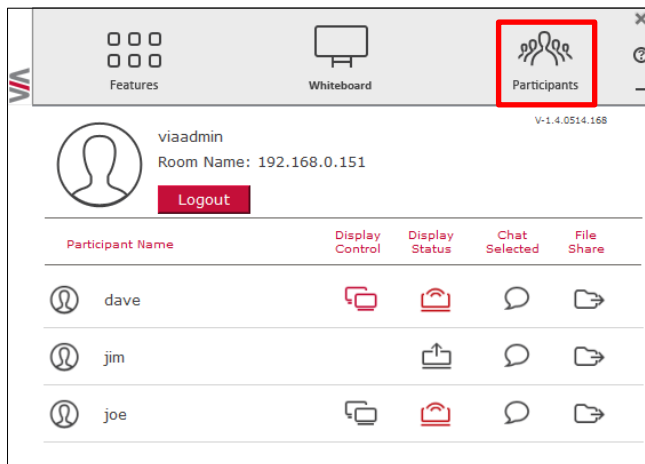 Features
Whiteboard
Participants
V-1.4.0514.168
viaadmin
Room Name: 192.168.0.151
Logout
Participant Name
Display Control
Display Status
Chat Selected
File Share
dave
jim
joe